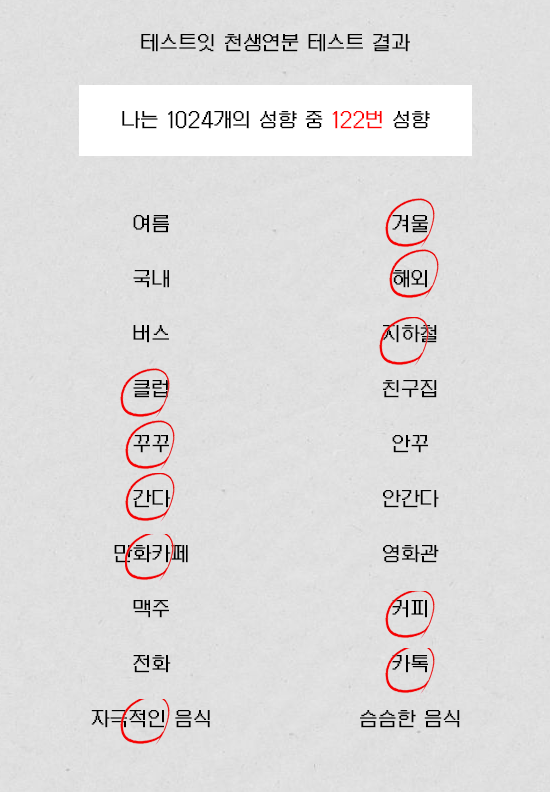 테스트잇 천생연분 테스트 결과
나는 1024개의 성향 중 122번 성향
여름 겨울
국내 해외
버스 지하철
클럽 친구집
꾸꾸 안꾸
간다 안간다
만화카페 영화관
맥주 커피
전화 카톡
자극적인 음식 슴슴한 음식